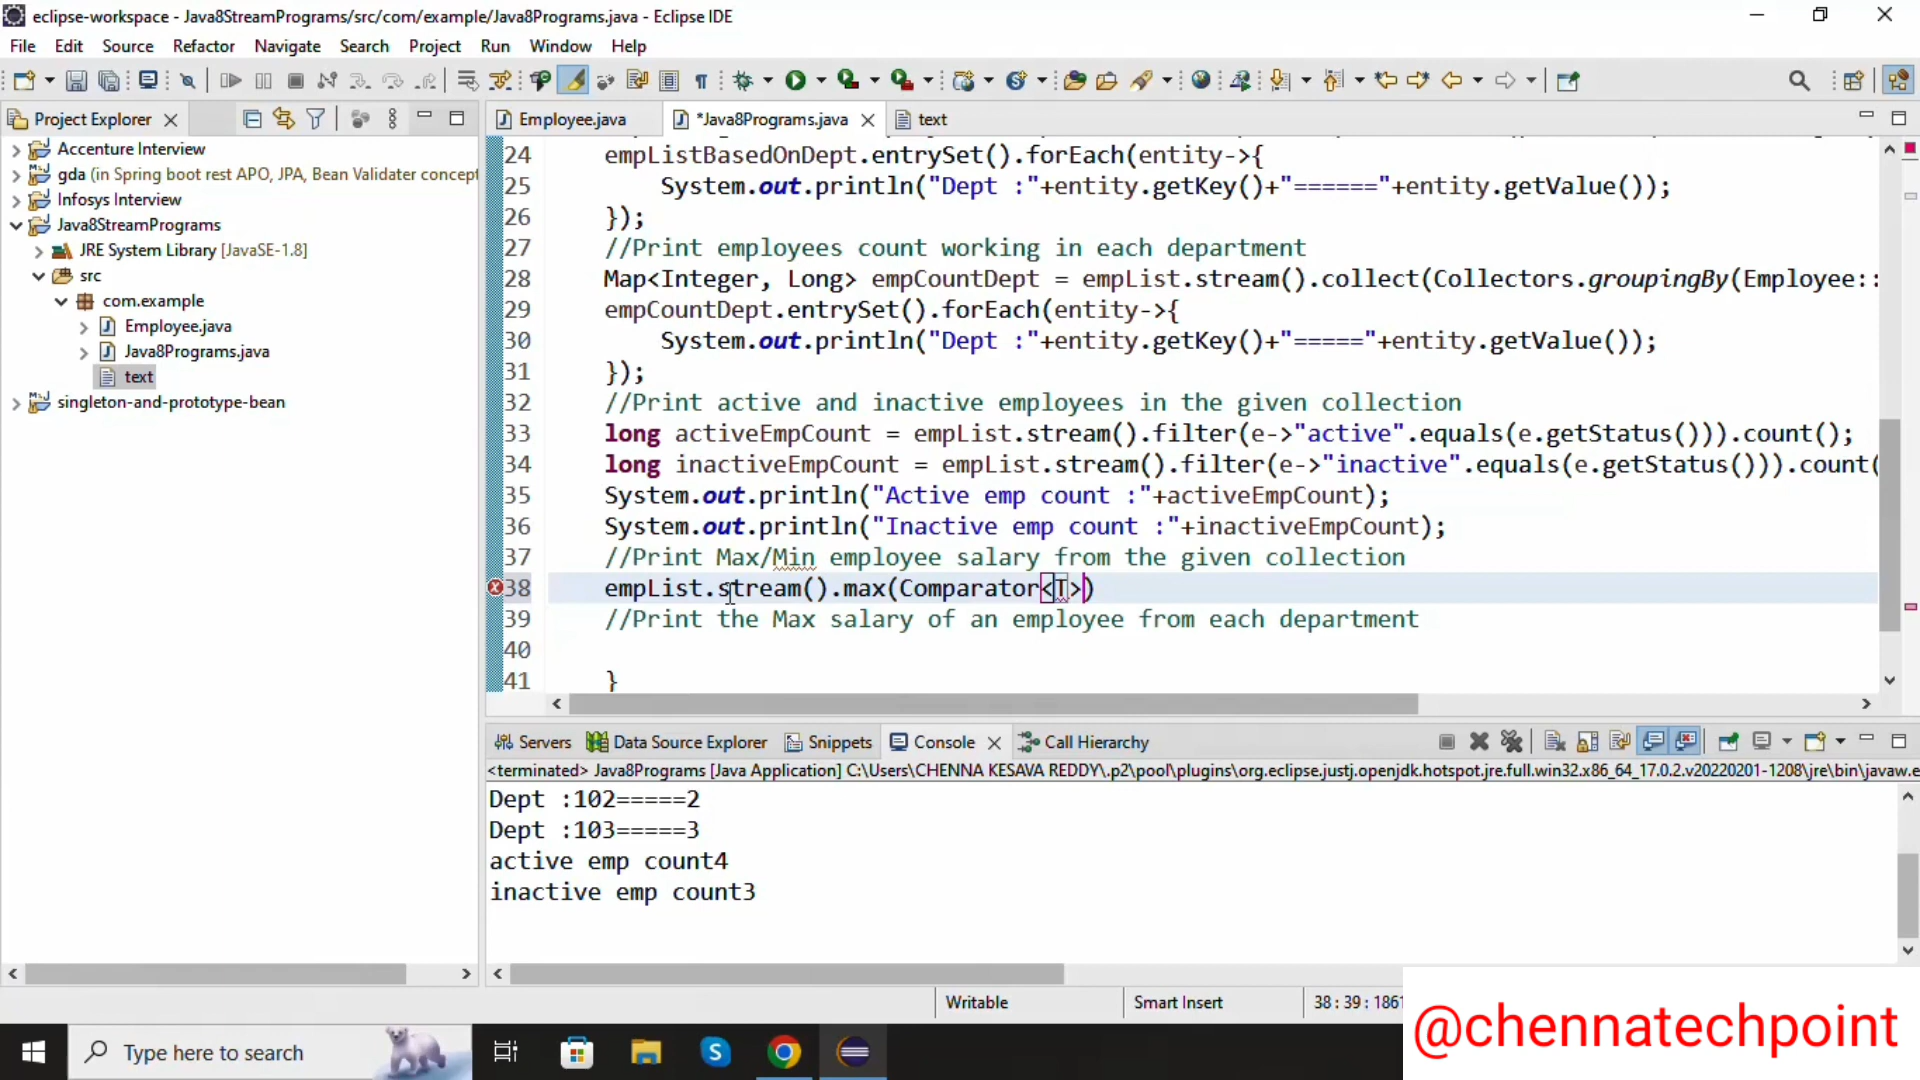 eclipse-workspace - Java8StreamPrograms/src/com/example/Java8Programs.java - Eclipse IDE
File Edit Source Refactor Navigate Search Project Run Window Help
Project Explorer
Employee.java *Java8Programs.java text
Accenture Interview
gda (in Spring boot rest APO, JPA, Bean Validater concept
Infosys Interview
Java8StreamPrograms
JRE System Library [JavaSE-1.8]
src
com.example
Employee.java
Java8Programs.java
text
singleton-and-prototype-bean
24 empListBasedOnDept.entrySet().forEach(entity->{
25 System.out.println("Dept :"+entity.getKey()+"======"+entity.getValue());
26 });
27 //Print employees count working in each department
28 Map<Integer, Long> empCountDept = empList.stream().collect(Collectors.groupingBy(Employee::
29 empCountDept.entrySet().forEach(entity->{
30 System.out.println("Dept :"+entity.getKey()+"====="+entity.getValue());
31 });
32 //Print active and inactive employees in the given collection
33 long activeEmpCount = empList.stream().filter(e->"active".equals(e.getStatus())).count();
34 long inactiveEmpCount = empList.stream().filter(e->"inactive".equals(e.getStatus())).count(
35 System.out.println("Active emp count :"+activeEmpCount);
36 System.out.println("Inactive emp count :"+inactiveEmpCount);
37 //Print Max/Min employee salary from the given collection
38 empList.stream().max(Comparator<T>)
39 //Print the Max salary of an employee from each department
40
41 }
Servers Data Source Explorer Snippets Console Call Hierarchy
<terminated> Java8Programs [Java Application] C:\Users\CHENNA KESAVA REDDY\.p2\pool\plugins\org.eclipse.justj.openjdk.hotspot.jre.full.win32.x86_64_17.0.2.v20220201-1208\jre\bin\javaw.e
Dept :102=====2
Dept :103=====3
active emp count4
inactive emp count3
Writable Smart Insert 38 : 39 : 1861
Type here to search
@chennatechpoint